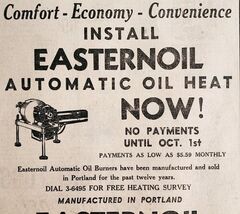 Comfort - Economy - Convenience
INSTALL
EASTERNOIL
AUTOMATIC OIL HEAT
NOW!
NO PAYMENTS
UNTIL OCT. 1st
PAYMENTS AS LOW AS $5.59 MONTHLY
Easternoil Automatic Oil Burners have been manufactured and sold
in Portland for the past twelve years.
DIAL 3-6495 FOR FREE HEATING SURVEY
MANUFACTURED IN PORTLAND
EASTERNOIL